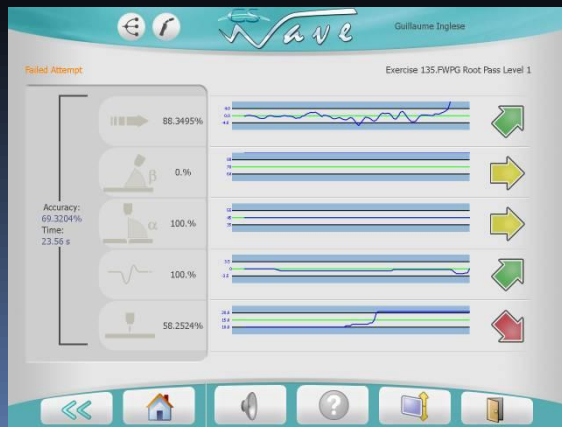 Wave
Guillaume Inglese
Failed Attempt
Exercise 135.FWPG Root Pass Level 1
88.3495%
β
0.%
Accuracy:
69.3204%
Time:
23.56 s
α
100.%
100.%
58.2524%